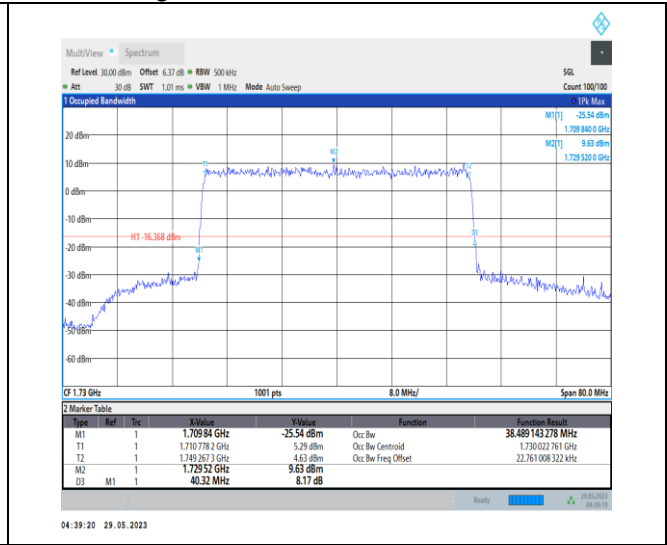 MultiView Spectrum
Ref Level 30.00 dBm Offset 6.37 dB RBW 500 kHz SGL
Att 30 dB SWT 1.01 ms VBW 1 MHz Mode Auto Sweep Count 100/100
1 Occupied Bandwidth 1Pk Max
M1[1] -25.54 dBm
1.709 840 0 GHz
M2[1] 9.63 dBm
1.729 520 0 GHz
20 dBm
M2
10 dBm
T1
T2
0 dBm
-10 dBm
H1 -16.368 dBm
D3
-20 dBm
M1
-30 dBm
-40 dBm
-50 dBm
-60 dBm
CF 1.73 GHz 1001 pts 8.0 MHz/ Span 80.0 MHz
2 Marker Table
Type Ref Trc X-Value Y-Value Function Function Result
M1 1 1.709 84 GHz -25.54 dBm Occ Bw 38.489 143 278 MHz
T1 1 1.710 778 2 GHz 5.29 dBm Occ Bw Centroid 1.730 022 761 GHz
T2 1 1.749 267 3 GHz 4.63 dBm Occ Bw Freq Offset 22.761 008 322 kHz
M2 1 1.729 52 GHz 9.63 dBm
D3 M1 1 40.32 MHz 8.17 dB
Ready 29.05.2023
04:39:19
04:39:20 29.05.2023